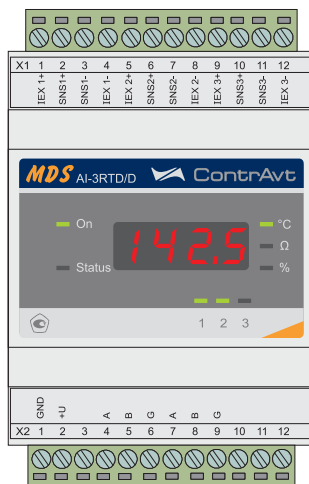 X1 1 2 3 4 5 6 7 8 9 10 11 12
IEX 1+ SNS1+ SNS1- IEX 1- IEX 2+ SNS2+ SNS2- IEX 2- IEX 3+ SNS3+ SNS3- IEX 3-
MDS AI-3RTD/D ContrAvt
On
°C
142.5
Ω
Status
%
1 2 3
GND +U A B G A B G
X2 1 2 3 4 5 6 7 8 9 10 11 12